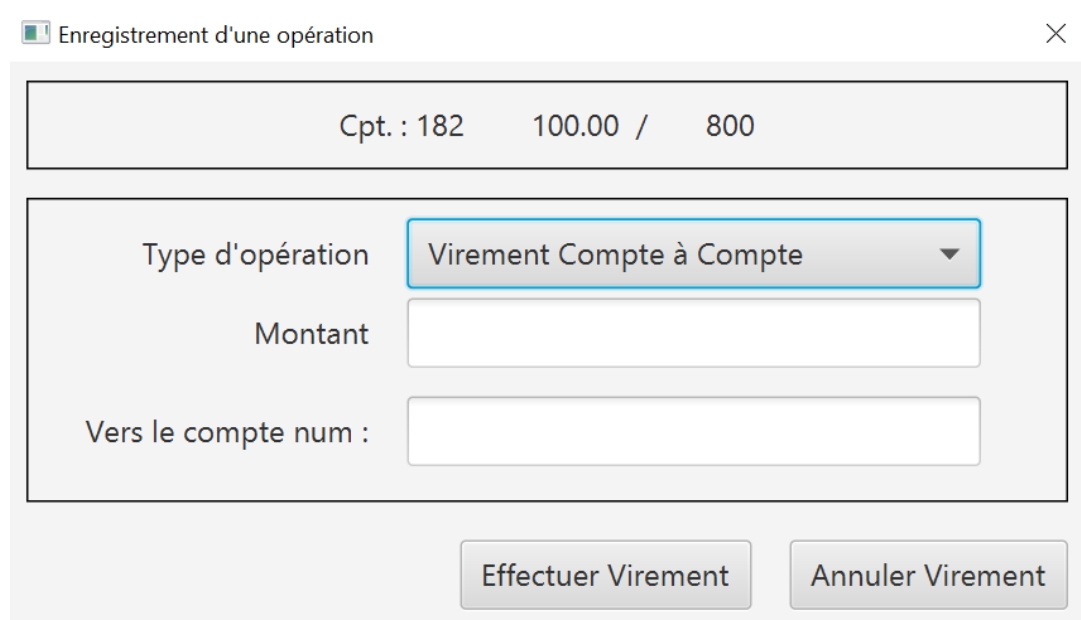 Enregistrement d'une opération
Cpt. : 182 100.00 / 800
Type d'opération Virement Compte à Compte
Montant
Vers le compte num :
Effectuer Virement Annuler Virement